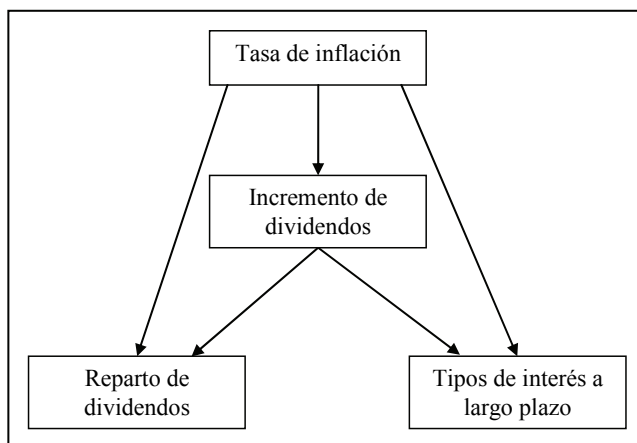 Tasa de inflación
Incremento de
dividendos
Reparto de
dividendos
Tipos de interés a
largo plazo